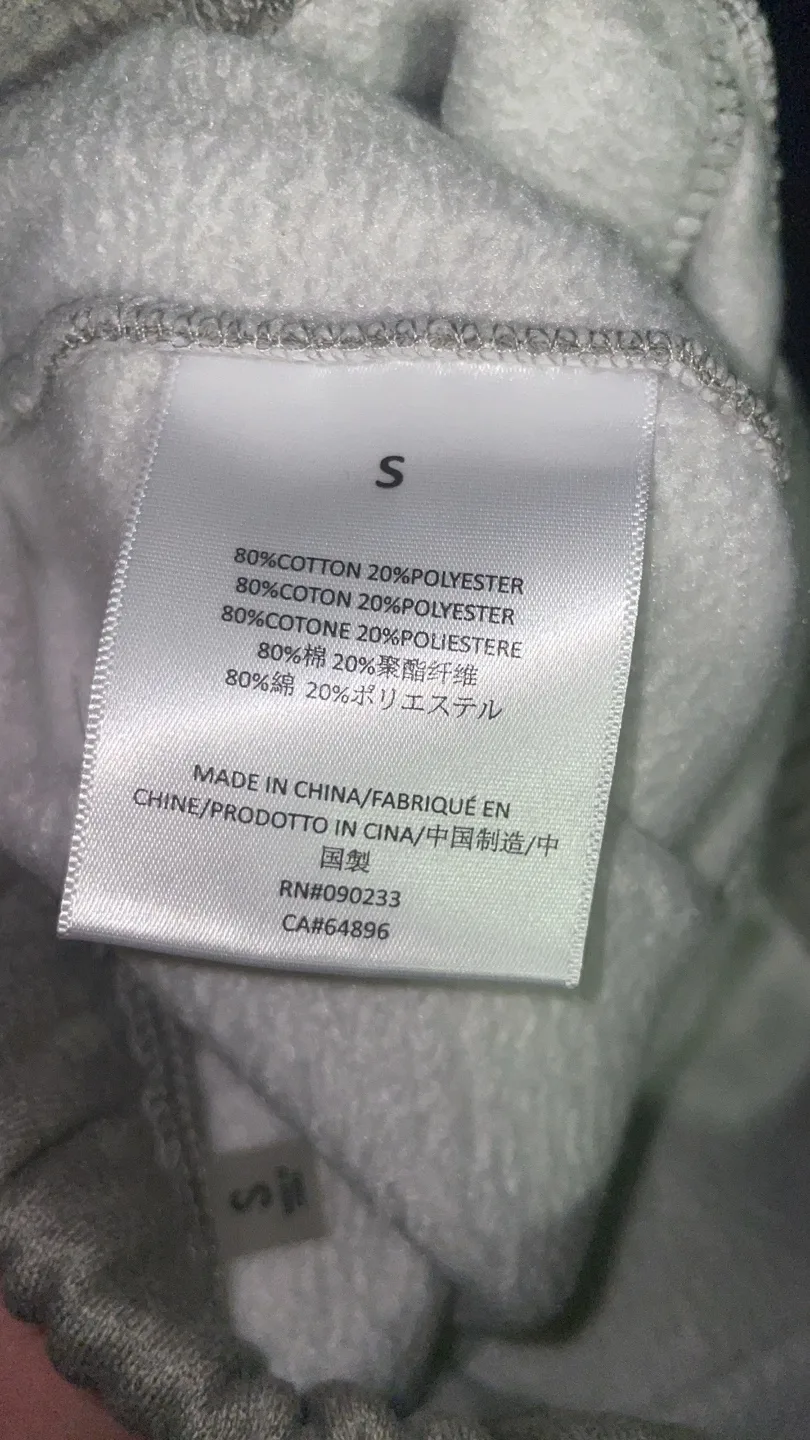 S
80%COTTON 20%POLYESTER
80%COTON 20%POLYESTER
80%COTONE 20%POLIESTERE
80%棉 20%聚酯纤维
80%綿 20%ポリエステル
MADE IN CHINA/FABRIQUÉ EN
CHINE/PRODOTTO IN CINA/中国制造/中
国製
RN#090233
CA#64896